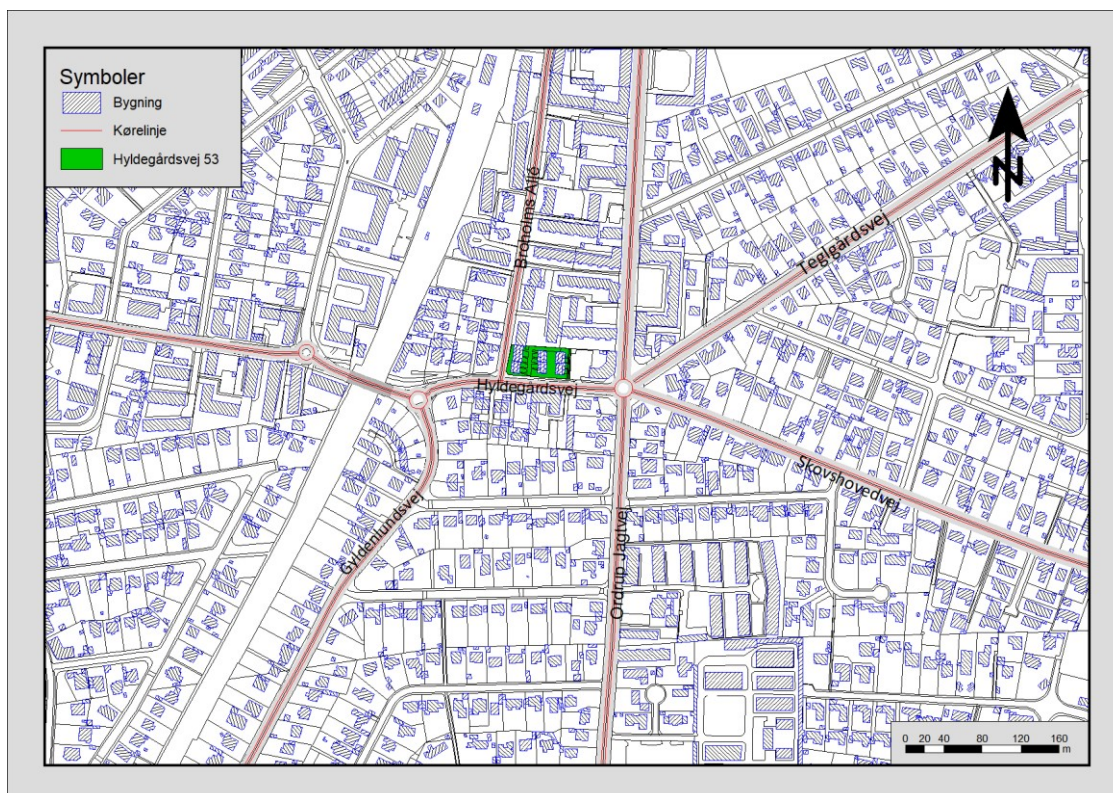 Symboler
Bygning
Kørelinje
Hyldegårdsvej 53
Broholms Allé
Teglgårdsvej
Hyldegårdsvej
Skovshovedvej
Gyldenlundsvej
Ordrup Jagtvej
N
0 20 40 80 120 160
m